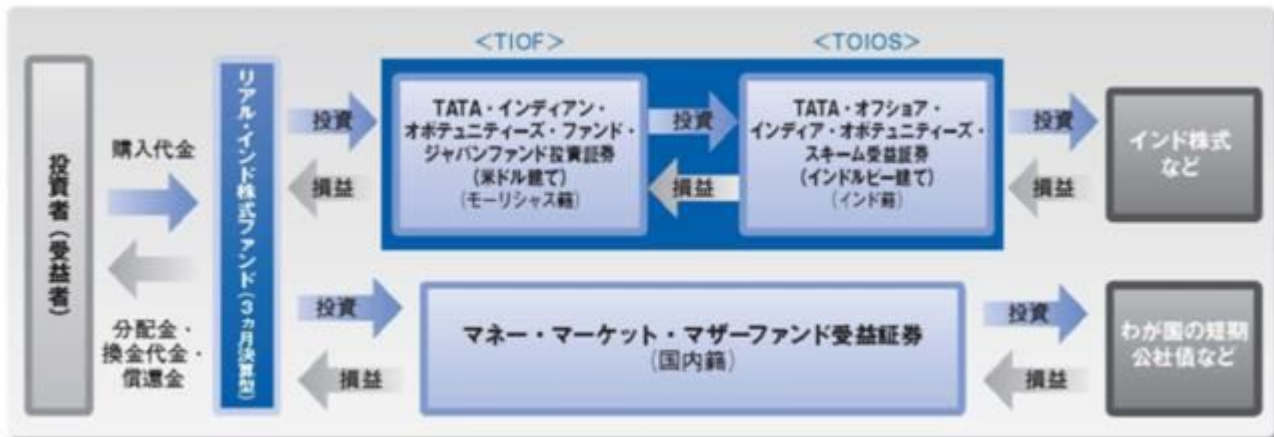 <TIOF>
<TOIOS>
投資者(受益者)
購入代金
分配金・
換金代金・
償還金
リアル・インド株式ファンド(3ヵ月決算型)
投資
損益
TATA・インディアン・
オポチュニティーズ・ファンド・
ジャパンファンド投資証券
(米ドル建て)
(モーリシャス籍)
投資
損益
TATA・オフショア・
インディア・オポチュニティーズ・
スキーム受益証券
(インドルピー建て)
(インド籍)
投資
損益
インド株式
など
投資
損益
マネー・マーケット・マザーファンド受益証券
(国内籍)
投資
損益
わが国の短期
公社債など